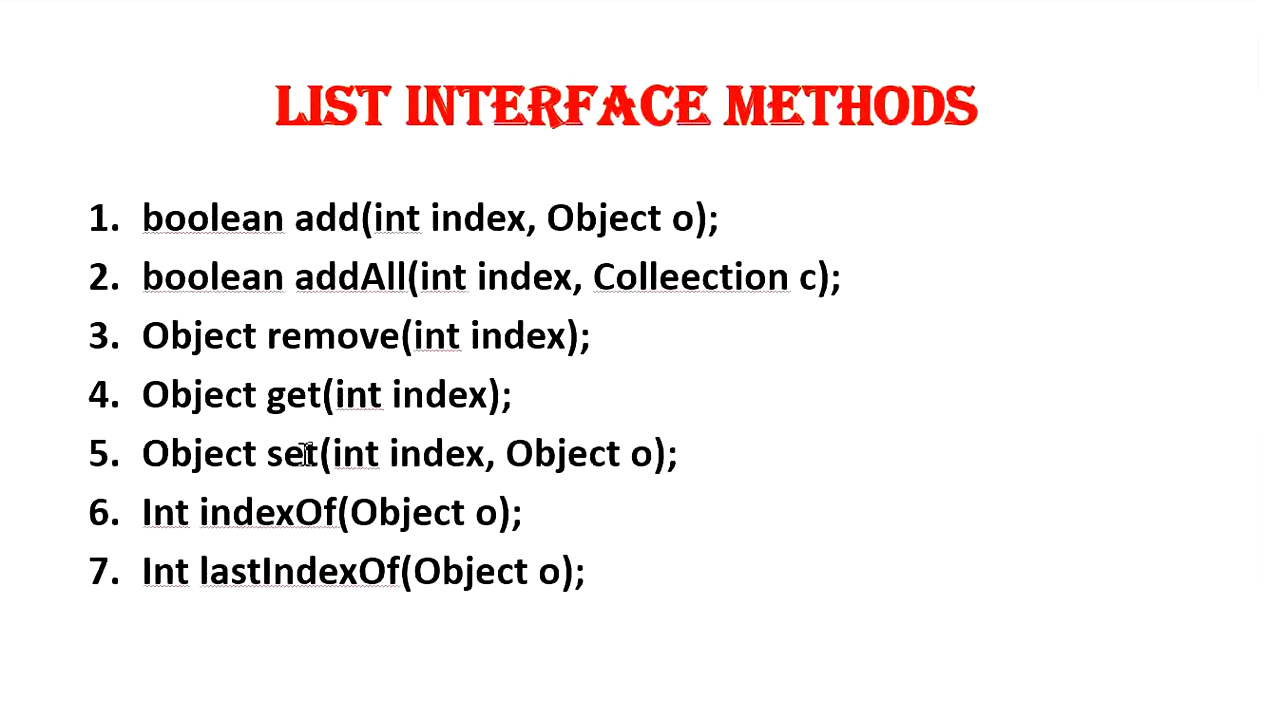 LIST INTERFACE METHODS
1. boolean add(int index, Object o);
2. boolean addAll(int index, Colleection c);
3. Object remove(int index);
4. Object get(int index);
5. Object set(int index, Object o);
6. Int indexOf(Object o);
7. Int lastIndexOf(Object o);